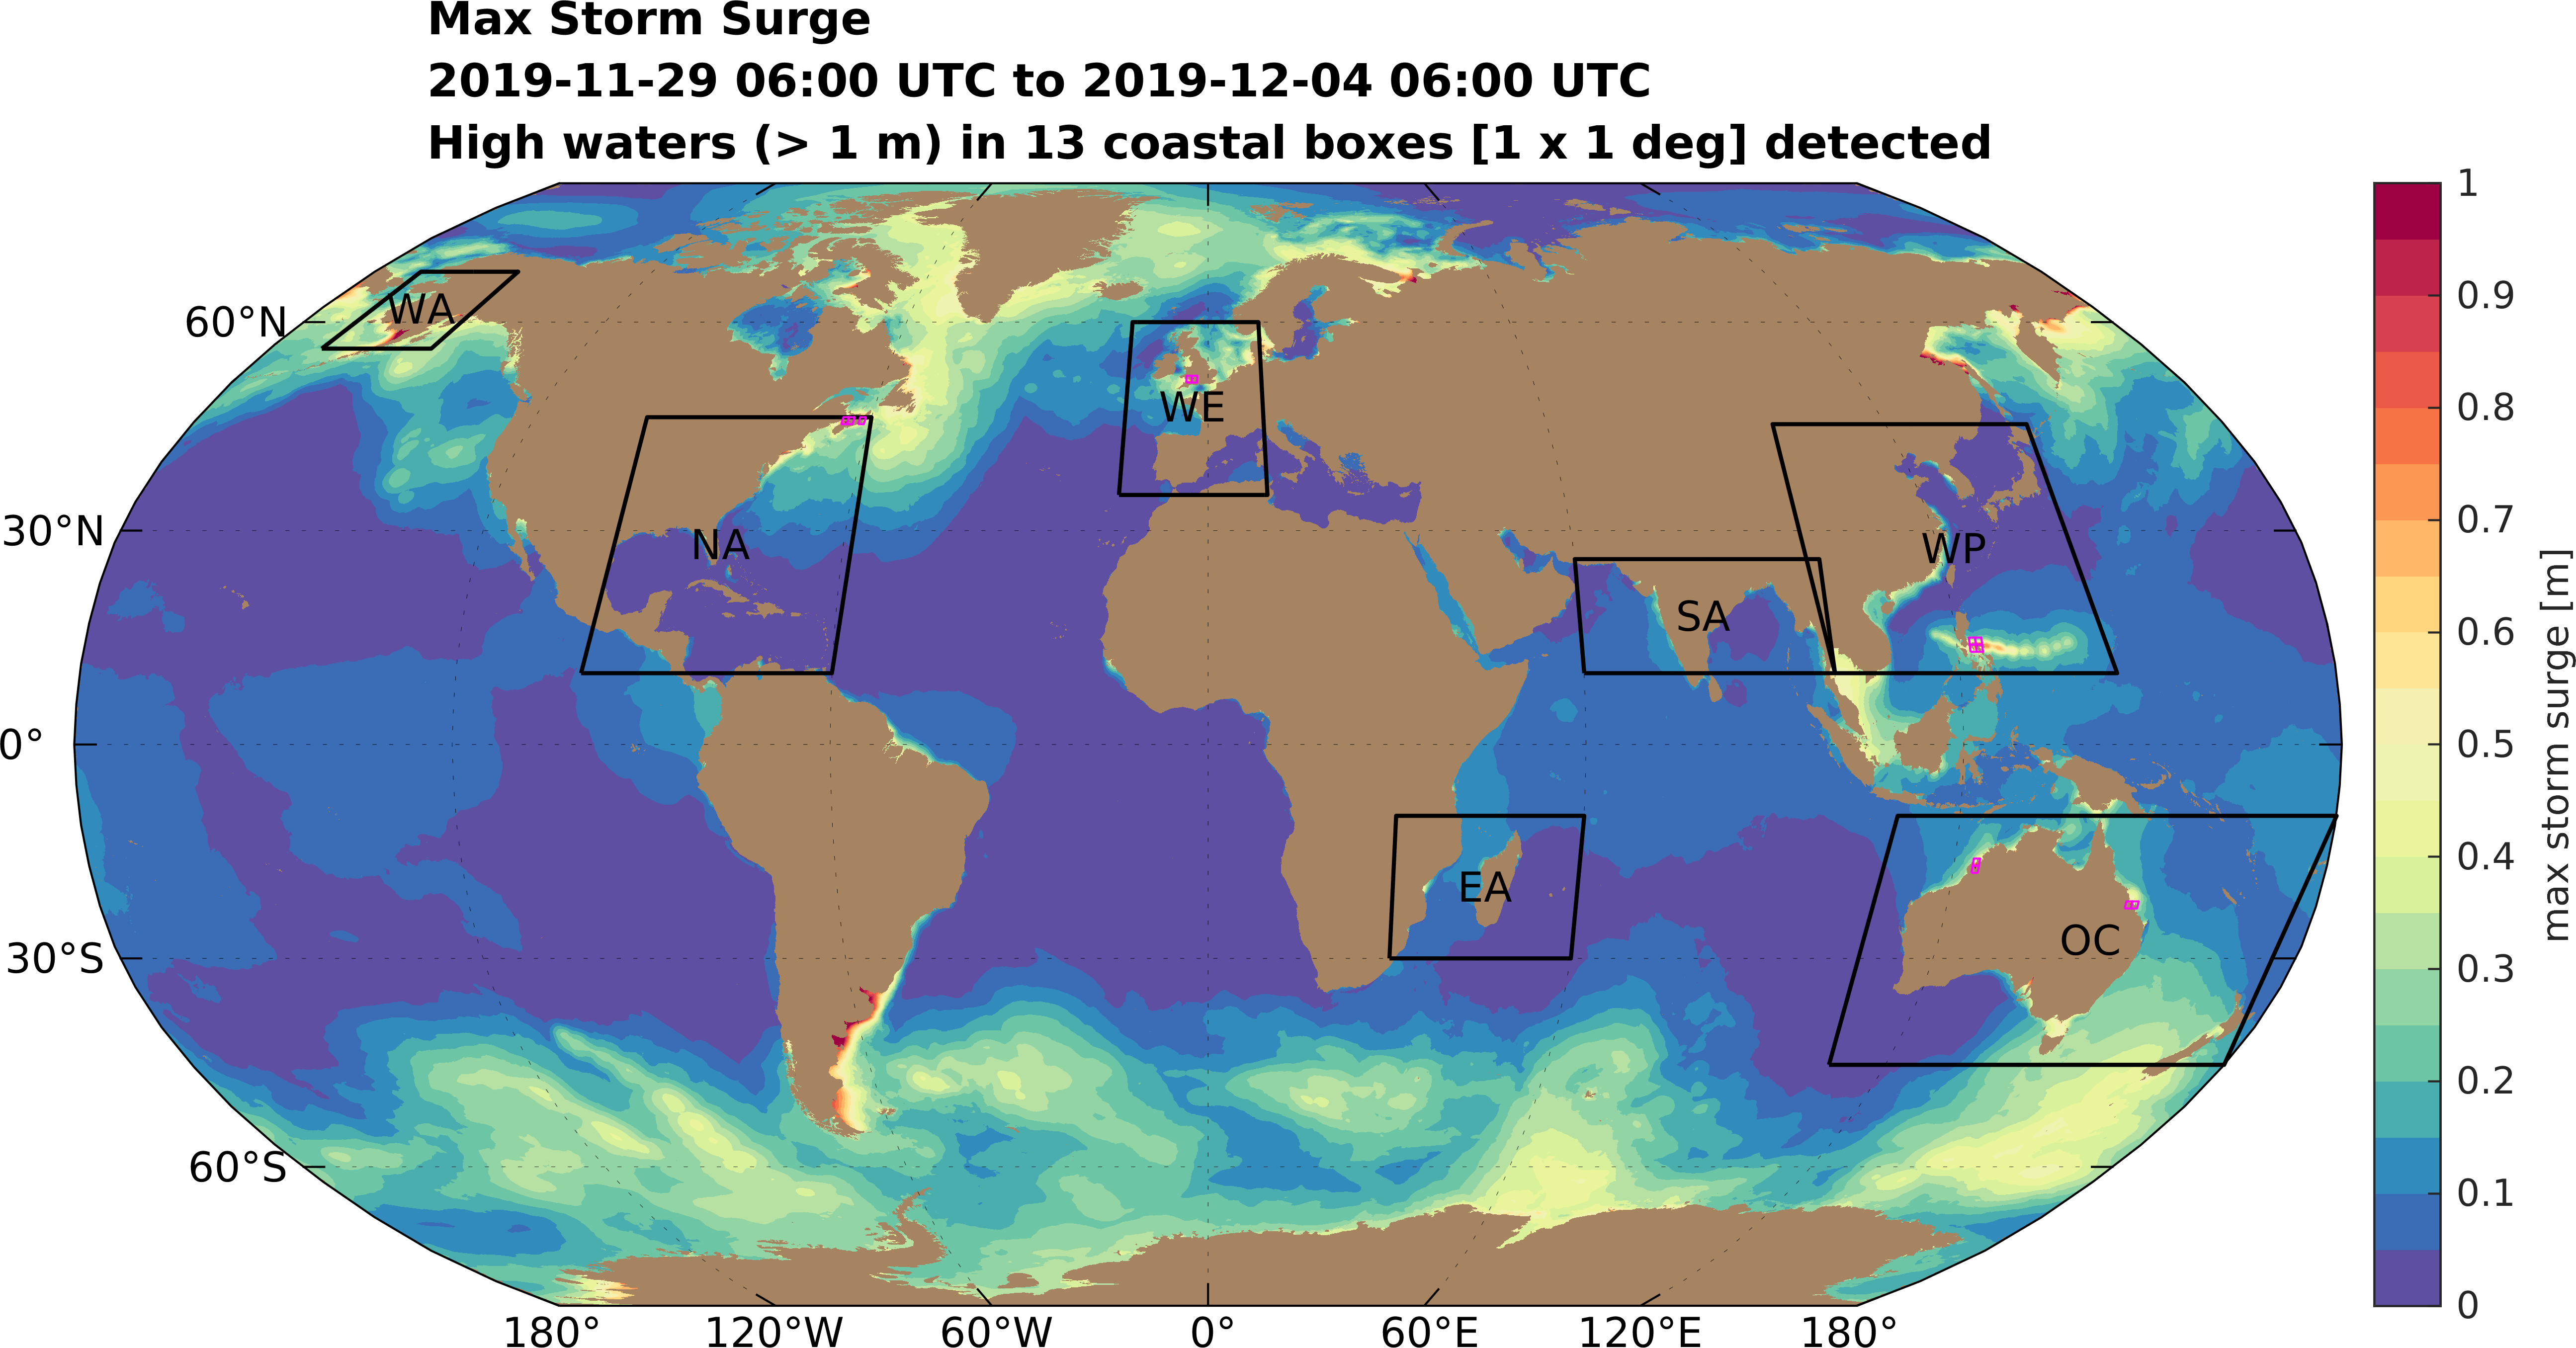 Max Storm Surge
2019-11-29 06:00 UTC to 2019-12-04 06:00 UTC
High waters (> 1 m) in 13 coastal boxes [1 x 1 deg] detected
60°N
30°N
0°
30°S
60°S
WA
NA
WE
SA
WP
EA
OC
180°
120°W
60°W
0°
60°E
120°E
180°
1
0.9
0.8
0.7
0.6
0.5
0.4
0.3
0.2
0.1
0
max storm surge [m]